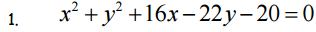 1. x² + y² + 16x − 22y − 20 = 0